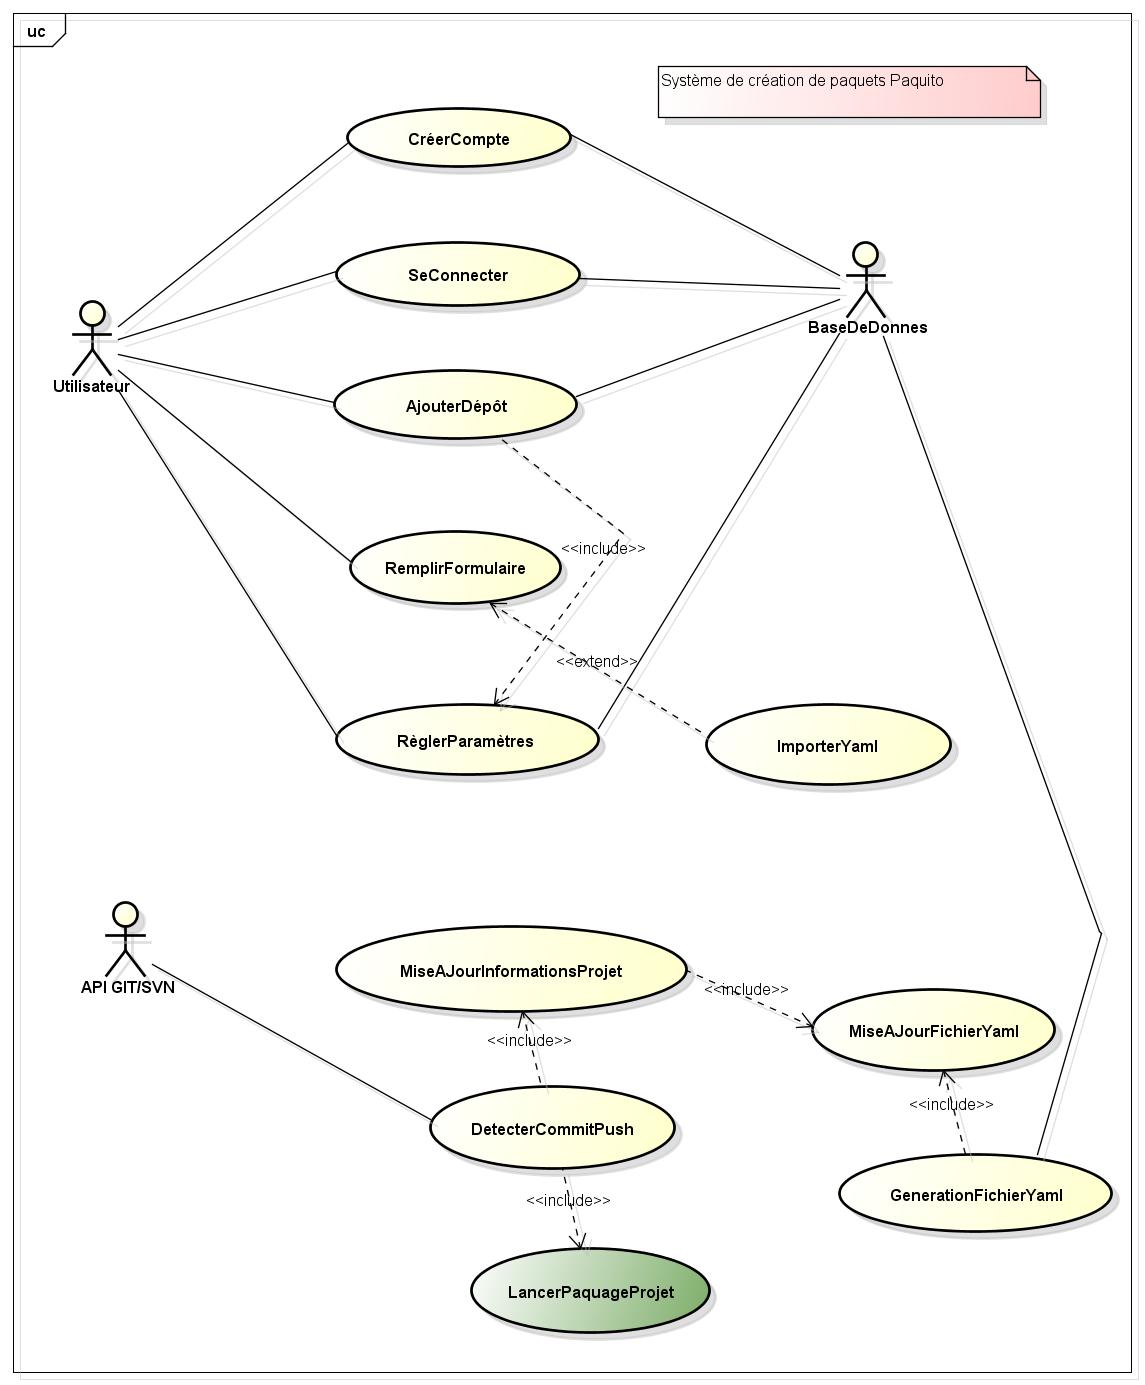 uc
Système de création de paquets Paquito
CréerCompte
SeConnecter
BaseDeDonnes
Utilisateur
AjouterDépôt
<<include>>
RemplirFormulaire
<<extend>>
RèglerParamètres
ImporterYaml
API GIT/SVN
MiseAJourInformationsProjet
<<include>>
MiseAJourFichierYaml
<<include>>
<<include>>
DetecterCommitPush
GenerationFichierYaml
<<include>>
LancerPaquageProjet